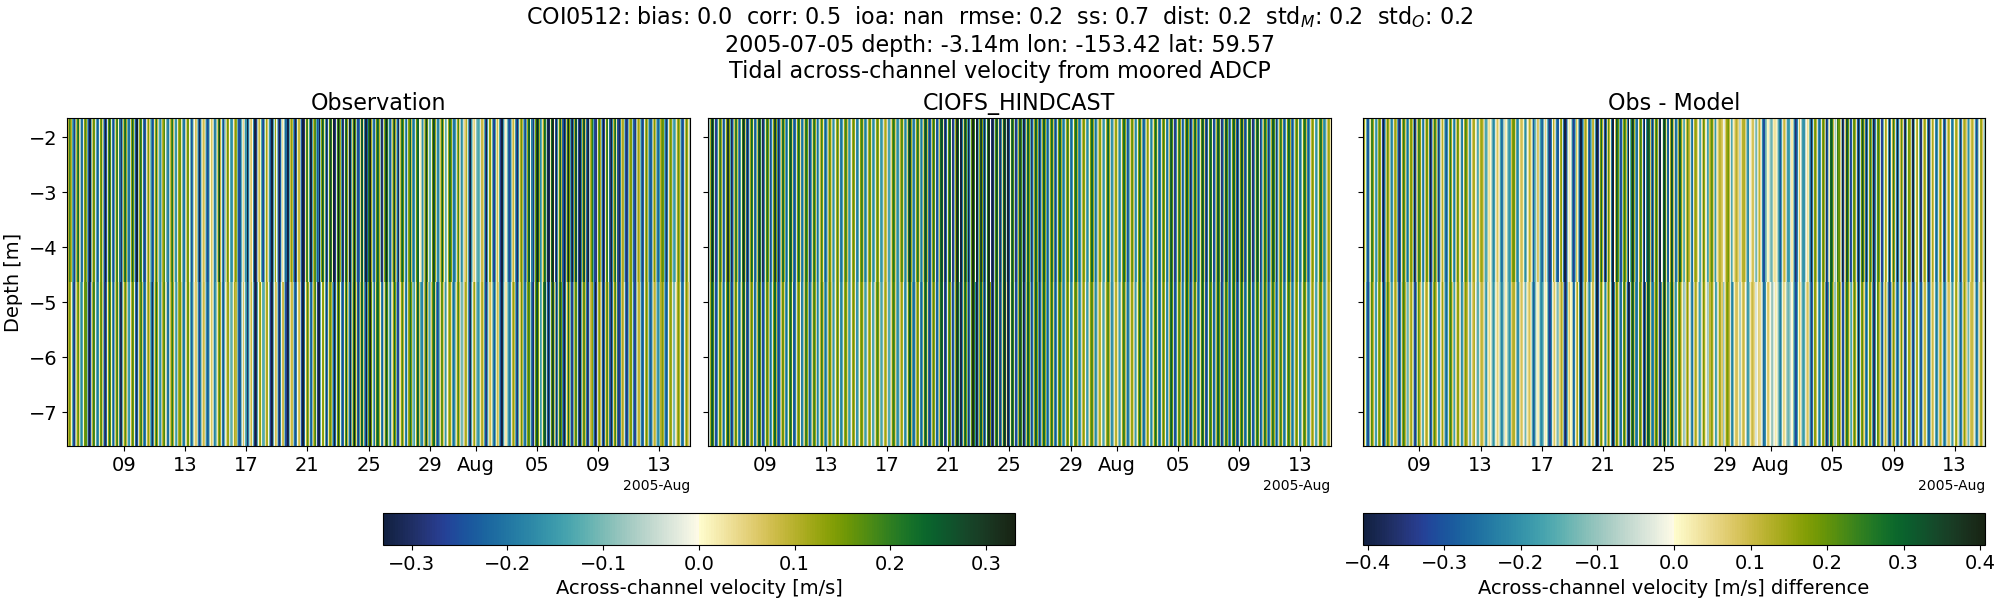 COI0512: bias: 0.0 corr: 0.5 ioa: nan rmse: 0.2 ss: 0.7 dist: 0.2 std_M: 0.2 std_O: 0.2
2005-07-05 depth: -3.14m lon: -153.42 lat: 59.57
Tidal across-channel velocity from moored ADCP
Observation
CIOFS_HINDCAST
Obs - Model
Depth [m]
−2
−3
−4
−5
−6
−7
09 13 17 21 25 29 Aug 05 09 13
2005-Aug
09 13 17 21 25 29 Aug 05 09 13
2005-Aug
09 13 17 21 25 29 Aug 05 09 13
2005-Aug
−0.3 −0.2 −0.1 0.0 0.1 0.2 0.3
Across-channel velocity [m/s]
−0.4 −0.3 −0.2 −0.1 0.0 0.1 0.2 0.3 0.4
Across-channel velocity [m/s] difference